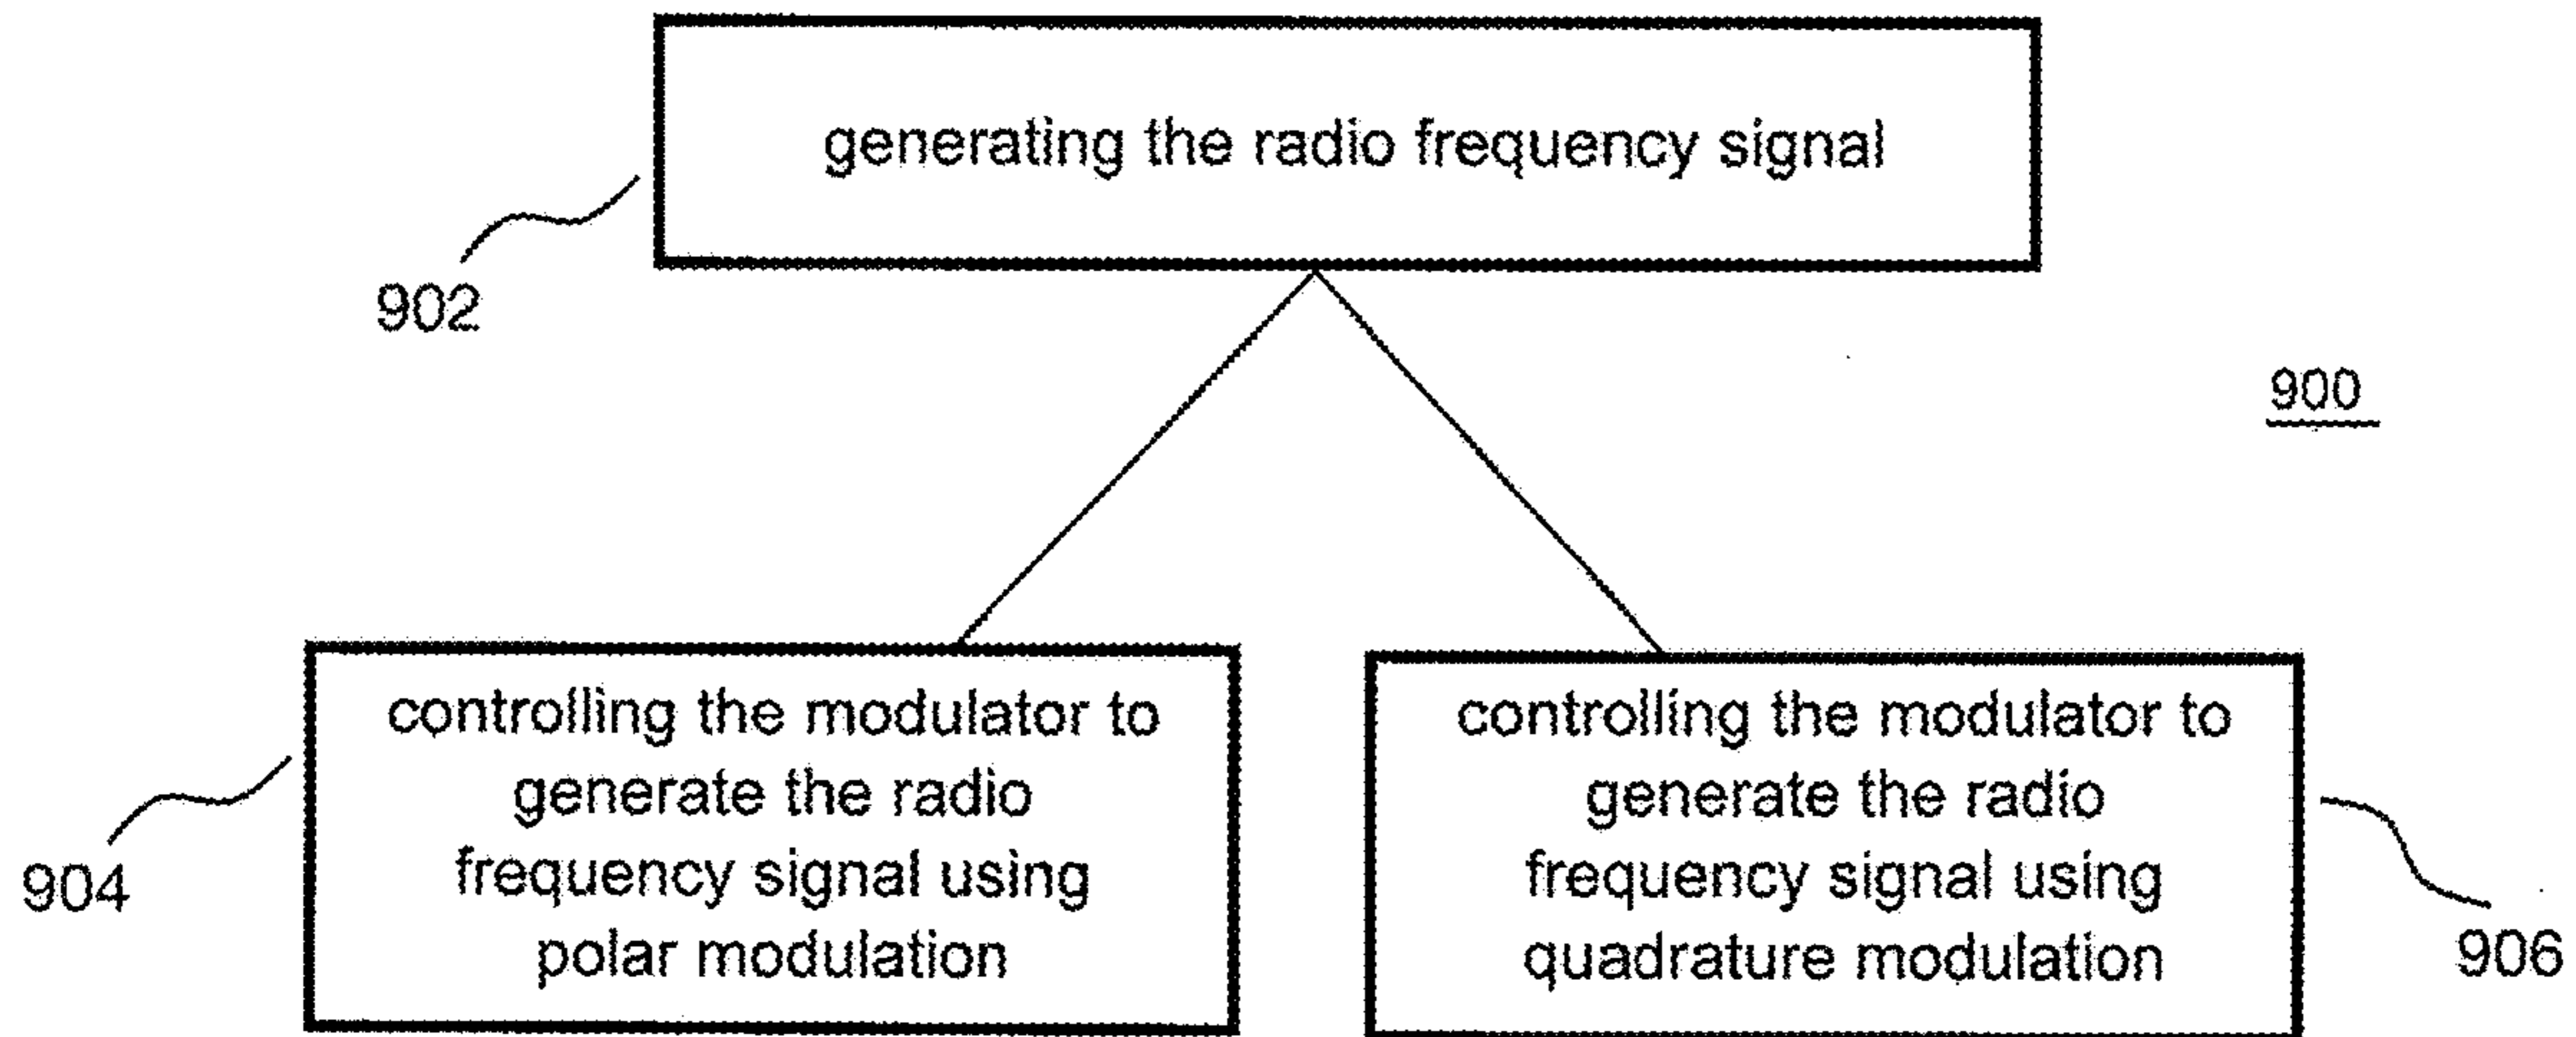 generating the radio frequency signal
902
900
controlling the modulator to
generate the radio
frequency signal using
polar modulation
904
controlling the modulator to
generate the radio
frequency signal using
quadrature modulation
906